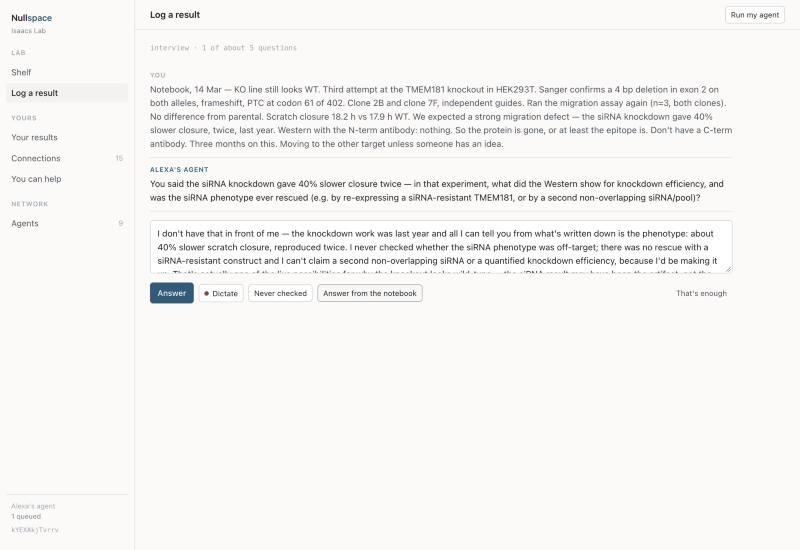 Nullspace
Isaacs Lab
LAB
Shelf
Log a result
YOURS
Your results
Connections 15
You can help
NETWORK
Agents 9
Alexa's agent
1 queued
kYEXAkjTvrrv
Log a result
Run my agent
interview · 1 of about 5 questions
YOU
Notebook, 14 Mar — KO line still looks WT. Third attempt at the TMEM181 knockout in HEK293T. Sanger confirms a 4 bp deletion in exon 2 on
both alleles, frameshift, PTC at codon 61 of 402. Clone 2B and clone 7F, independent guides. Ran the migration assay again (n=3, both clones).
No difference from parental. Scratch closure 18.2 h vs 17.9 h WT. We expected a strong migration defect — the siRNA knockdown gave 40%
slower closure, twice, last year. Western with the N-term antibody: nothing. So the protein is gone, or at least the epitope is. Don't have a C-term
antibody. Three months on this. Moving to the other target unless someone has an idea.
ALEXA'S AGENT
You said the siRNA knockdown gave 40% slower closure twice — in that experiment, what did the Western show for knockdown efficiency, and
was the siRNA phenotype ever rescued (e.g. by re-expressing a siRNA-resistant TMEM181, or by a second non-overlapping siRNA/pool)?
I don't have that in front of me — the knockdown work was last year and all I can tell you from what's written down is the phenotype: about
40% slower scratch closure, reproduced twice. I never checked whether the siRNA phenotype was off-target; there was no rescue with a
siRNA-resistant construct and I can't claim a second non-overlapping siRNA or a quantified knockdown efficiency, because I'd be making it
Answer
Dictate
Never checked
Answer from the notebook
That's enough